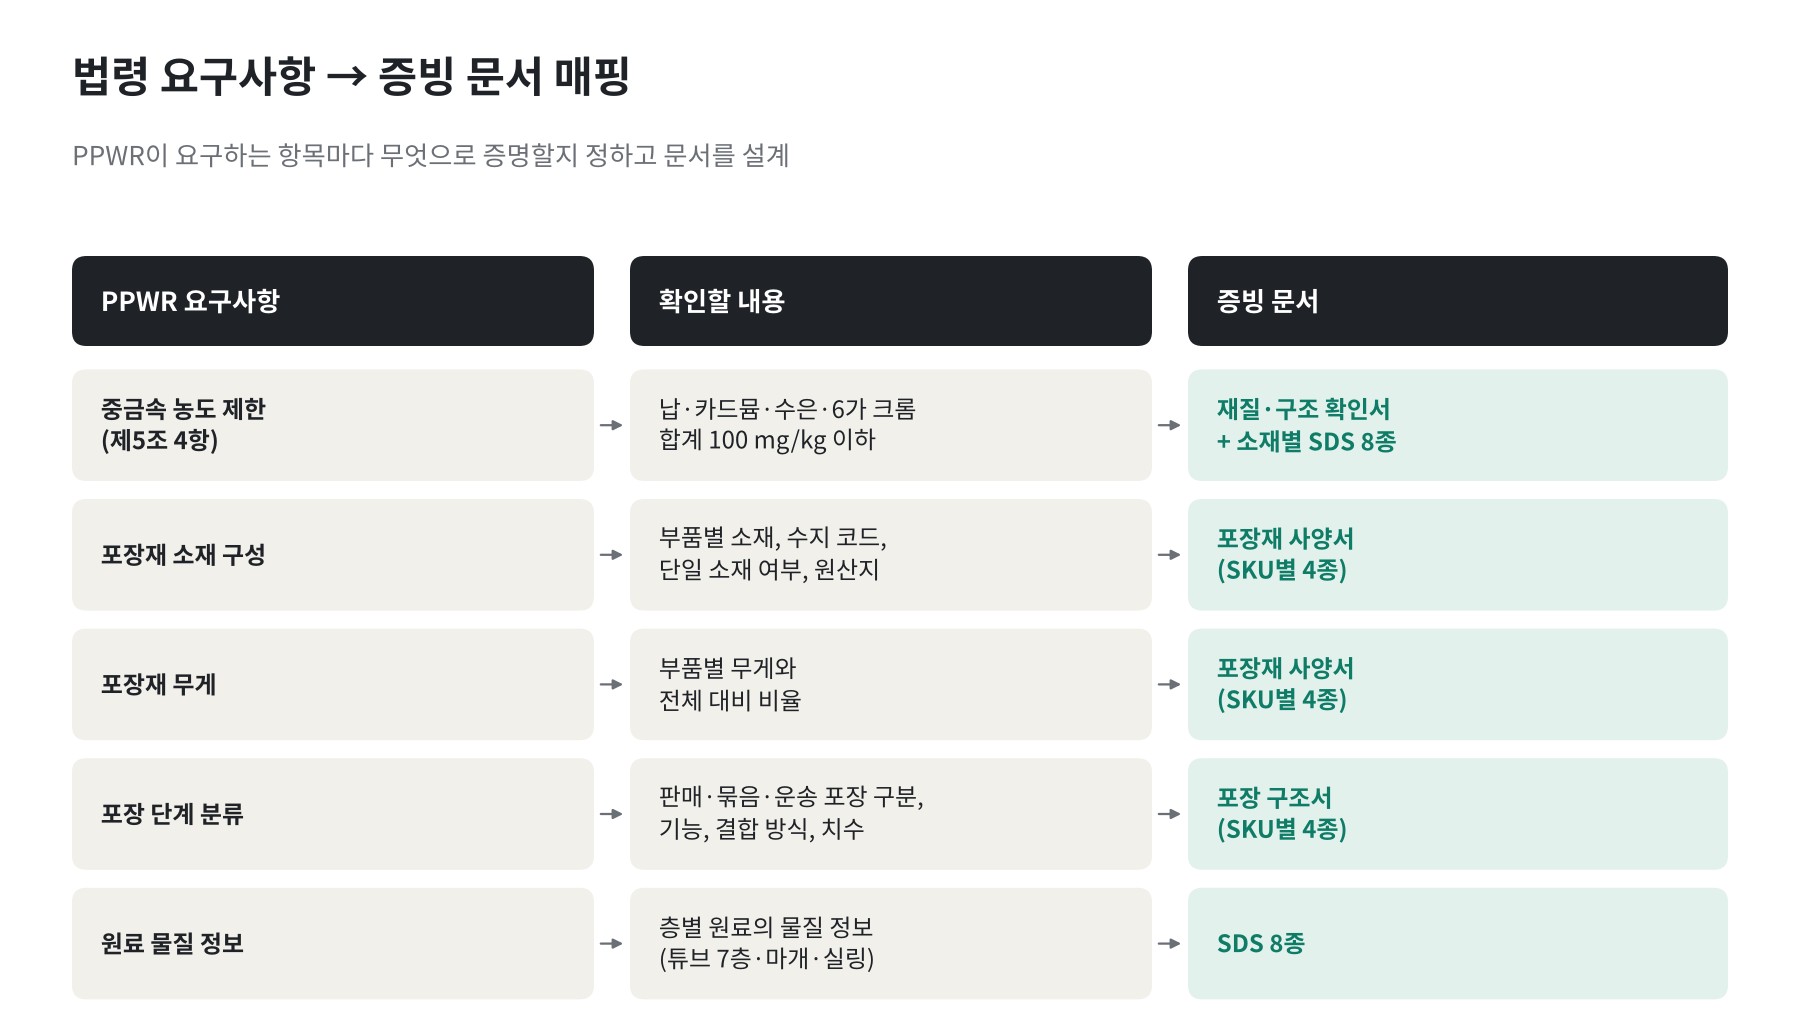 법령 요구사항 → 증빙 문서 매핑
PPWR이 요구하는 항목마다 무엇으로 증명할지 정하고 문서를 설계
PPWR 요구사항
확인할 내용
증빙 문서
중금속 농도 제한
(제5조 4항)
납·카드뮴·수은·6가 크롬
합계 100 mg/kg 이하
재질·구조 확인서
+ 소재별 SDS 8종
포장재 소재 구성
부품별 소재, 수지 코드,
단일 소재 여부, 원산지
포장재 사양서
(SKU별 4종)
포장재 무게
부품별 무게와
전체 대비 비율
포장재 사양서
(SKU별 4종)
포장 단계 분류
판매·묶음·운송 포장 구분,
기능, 결합 방식, 치수
포장 구조서
(SKU별 4종)
원료 물질 정보
층별 원료의 물질 정보
(튜브 7층·마개·실링)
SDS 8종